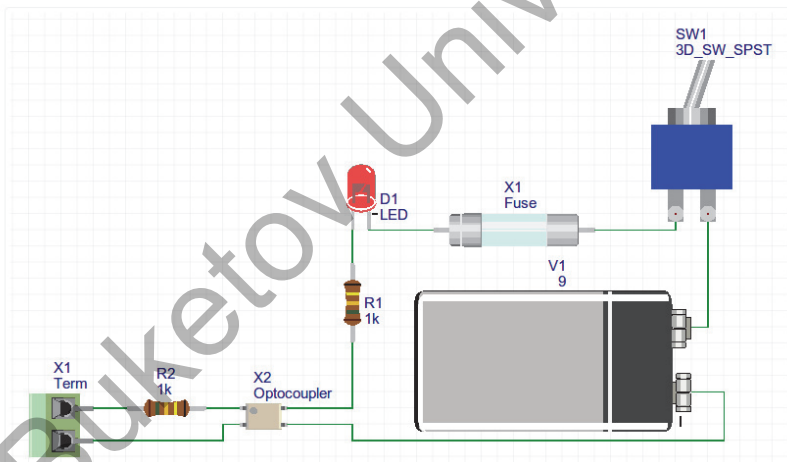 SW1
3D_SW_SPST
D1
LED
X1
Fuse
V1
9
R1
1k
X1
Term
R2
1k
X2
Optocoupler
Buketov Univ